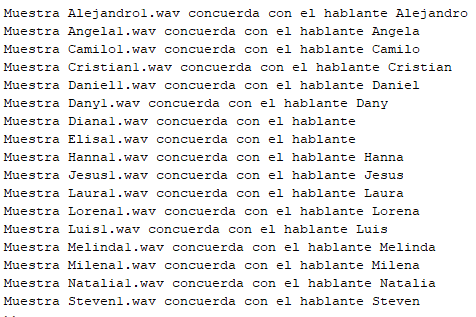 Muestra Alejandro1.wav concuerda con el hablante Alejandro
Muestra Angela1.wav concuerda con el hablante Angela
Muestra Camilo1.wav concuerda con el hablante Camilo
Muestra Cristian1.wav concuerda con el hablante Cristian
Muestra Daniel1.wav concuerda con el hablante Daniel
Muestra Dany1.wav concuerda con el hablante Dany
Muestra Diana1.wav concuerda con el hablante
Muestra Elisa1.wav concuerda con el hablante
Muestra Hanna1.wav concuerda con el hablante Hanna
Muestra Jesus1.wav concuerda con el hablante Jesus
Muestra Laura1.wav concuerda con el hablante Laura
Muestra Lorena1.wav concuerda con el hablante Lorena
Muestra Luis1.wav concuerda con el hablante Luis
Muestra Melinda1.wav concuerda con el hablante Melinda
Muestra Milena1.wav concuerda con el hablante Milena
Muestra Natalia1.wav concuerda con el hablante Natalia
Muestra Steven1.wav concuerda con el hablante Steven